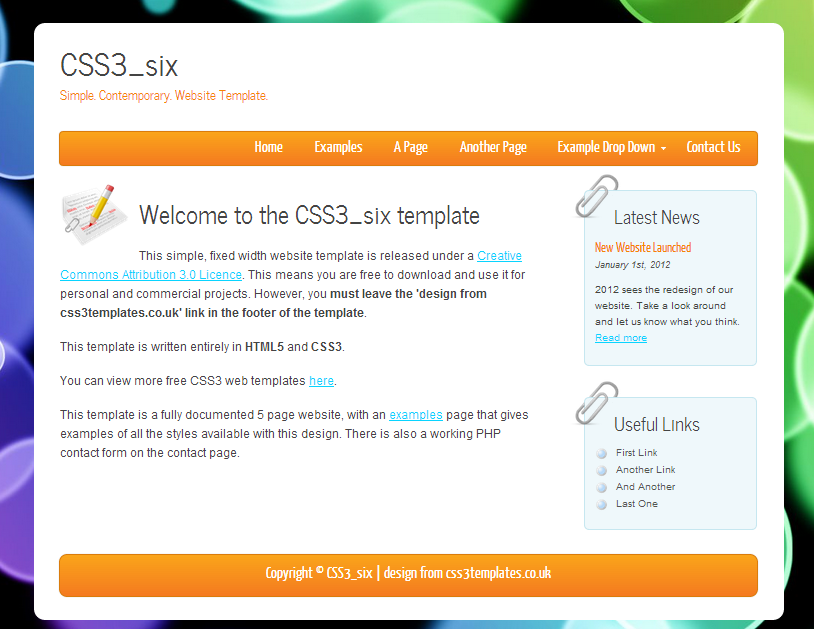 CSS3_six
Simple. Contemporary. Website Template.
Home Examples A Page Another Page Example Drop Down Contact Us
Welcome to the CSS3_six template
This simple, fixed width website template is released under a Creative
Commons Attribution 3.0 Licence. This means you are free to download and use it for
personal and commercial projects. However, you must leave the 'design from
css3templates.co.uk' link in the footer of the template.
This template is written entirely in HTML5 and CSS3.
You can view more free CSS3 web templates here.
This template is a fully documented 5 page website, with an examples page that gives
examples of all the styles available with this design. There is also a working PHP
contact form on the contact page.
Latest News
New Website Launched
January 1st, 2012
2012 sees the redesign of our
website. Take a look around
and let us know what you think.
Read more
Useful Links
First Link
Another Link
And Another
Last One
Copyright © CSS3_six | design from css3templates.co.uk